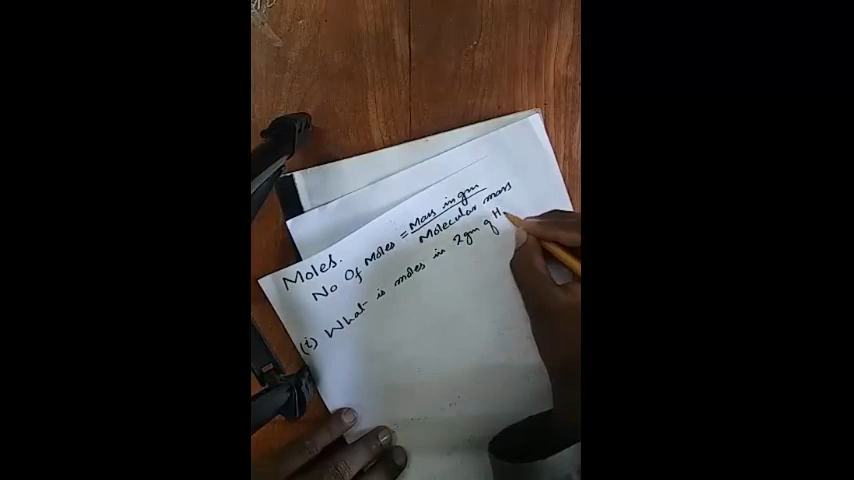 Moles.
No Of Moles = Mass in gm / Molecular mass
(i) What is moles in 2gm of H